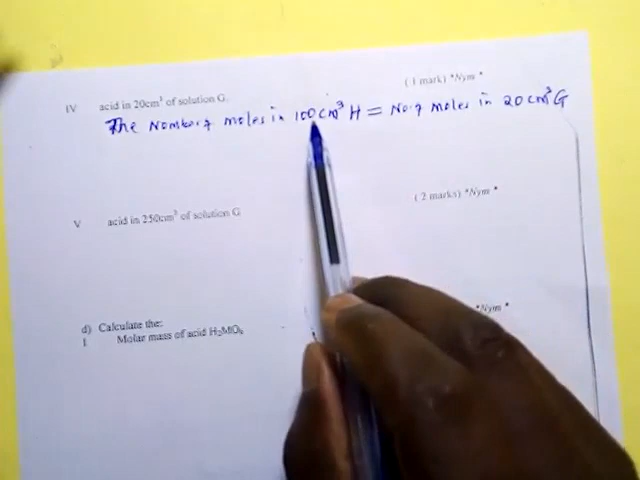 IV acid in 20cm³ of solution G. (1 mark) *Nym*
The Number of moles in 100cm³ H = No. of moles in 20cm³ G
V acid in 250cm³ of solution G (2 marks) *Nym*
d) Calculate the: *Nym*
I Molar mass of acid H₂MO₄